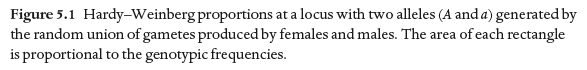 Figure 5.1 Hardy–Weinberg proportions at a locus with two alleles (A and a) generated by
the random union of gametes produced by females and males. The area of each rectangle
is proportional to the genotypic frequencies.